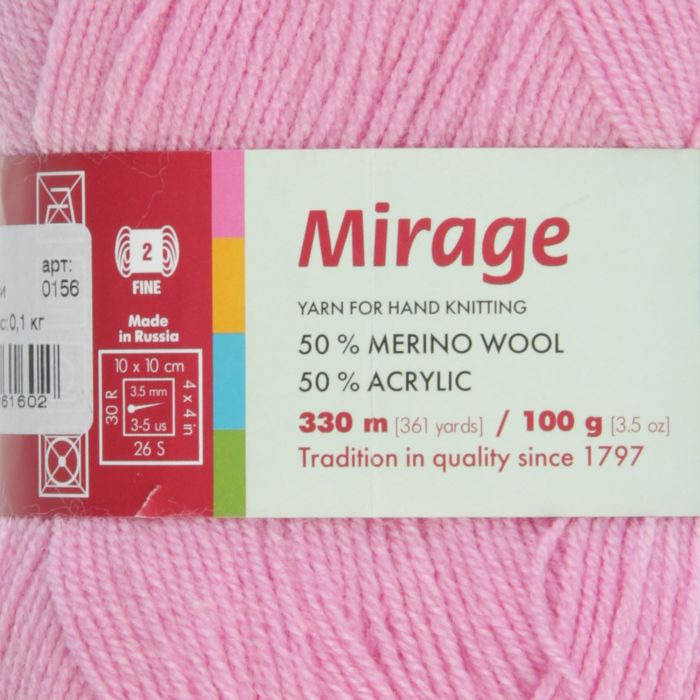 арт:
0156
с:0,1 кг
61602
2
FINE
Made
in Russia
10 x 10 cm
3.5 mm
3-5 us
30 R
4 x 4 in
26 S
Mirage
YARN FOR HAND KNITTING
50 % MERINO WOOL
50 % ACRYLIC
330 m [361 yards] / 100 g [3.5 oz]
Tradition in quality since 1797